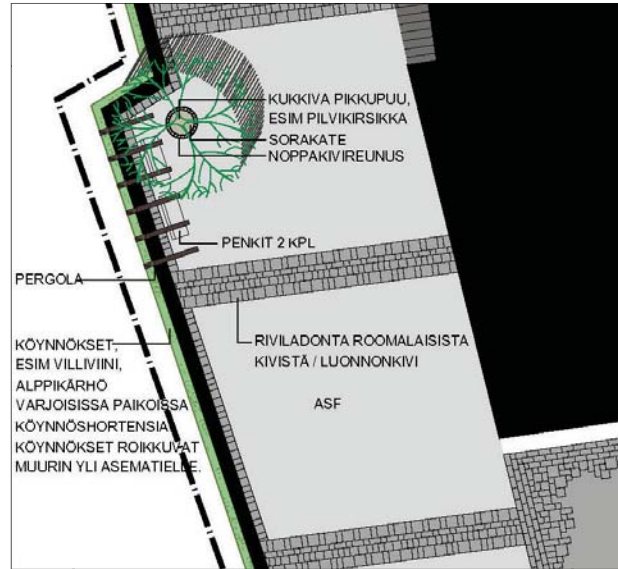 KUKKIVA PIKKUPUU,
ESIM PILVIKIRSIKKA
SORAKATE
NOPPAKIVIREUNUS
PENKIT 2 KPL
PERGOLA
RIVILADONTA ROOMALAISISTA
KIVISTÄ / LUONNONKIVI
ASF
KÖYNNÖKSET,
ESIM VILLIVIINI,
ALPPIKÄRHÖ
VARJOISISSA PAIKOISSA
KÖYNNÖSHORTENSIA
KÖYNNÖKSET ROIKKUVAT
MUURIN YLI ASEMATIELLE.